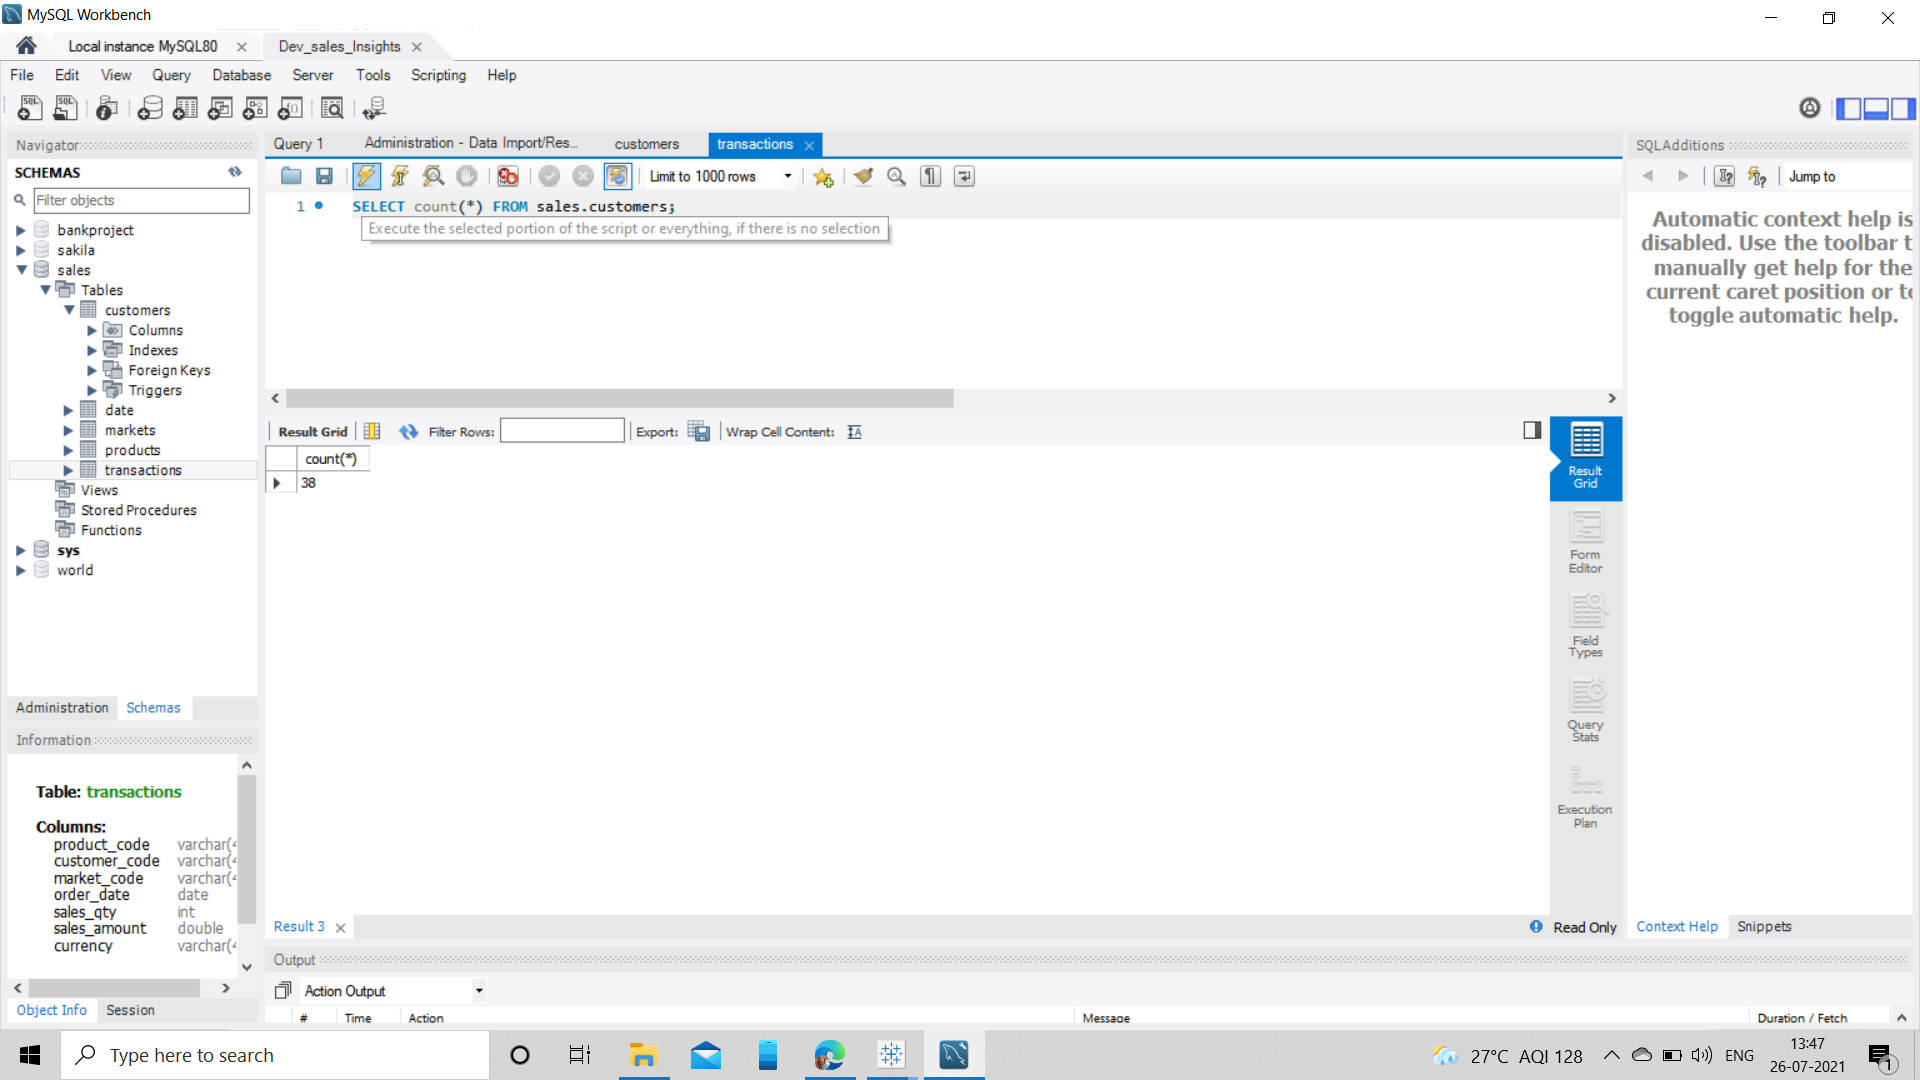 MySQL Workbench
Local instance MySQL80
Dev_sales_Insights
File Edit View Query Database Server Tools Scripting Help
Navigator
SCHEMAS
Filter objects
bankproject
sakila
sales
Tables
customers
Columns
Indexes
Foreign Keys
Triggers
date
markets
products
transactions
Views
Stored Procedures
Functions
sys
world
Administration Schemas
Information
Table: transactions
Columns:
product_code varchar(4
customer_code varchar(4
market_code varchar(4
order_date date
sales_qty int
sales_amount double
currency varchar(4
Object Info Session
Query 1 Administration - Data Import/Res... customers transactions
Limit to 1000 rows
1 SELECT count(*) FROM sales.customers;
Execute the selected portion of the script or everything, if there is no selection
Result Grid Filter Rows: Export: Wrap Cell Content:
count(*)
38
Result
Grid
Form
Editor
Field
Types
Query
Stats
Execution
Plan
Result 3
Read Only
Output
Action Output
# Time Action Message Duration / Fetch
SQLAdditions
Jump to
Automatic context help is
disabled. Use the toolbar t
manually get help for the
current caret position or to
toggle automatic help.
Context Help Snippets
Type here to search
27°C AQI 128
ENG
13:47
26-07-2021
1